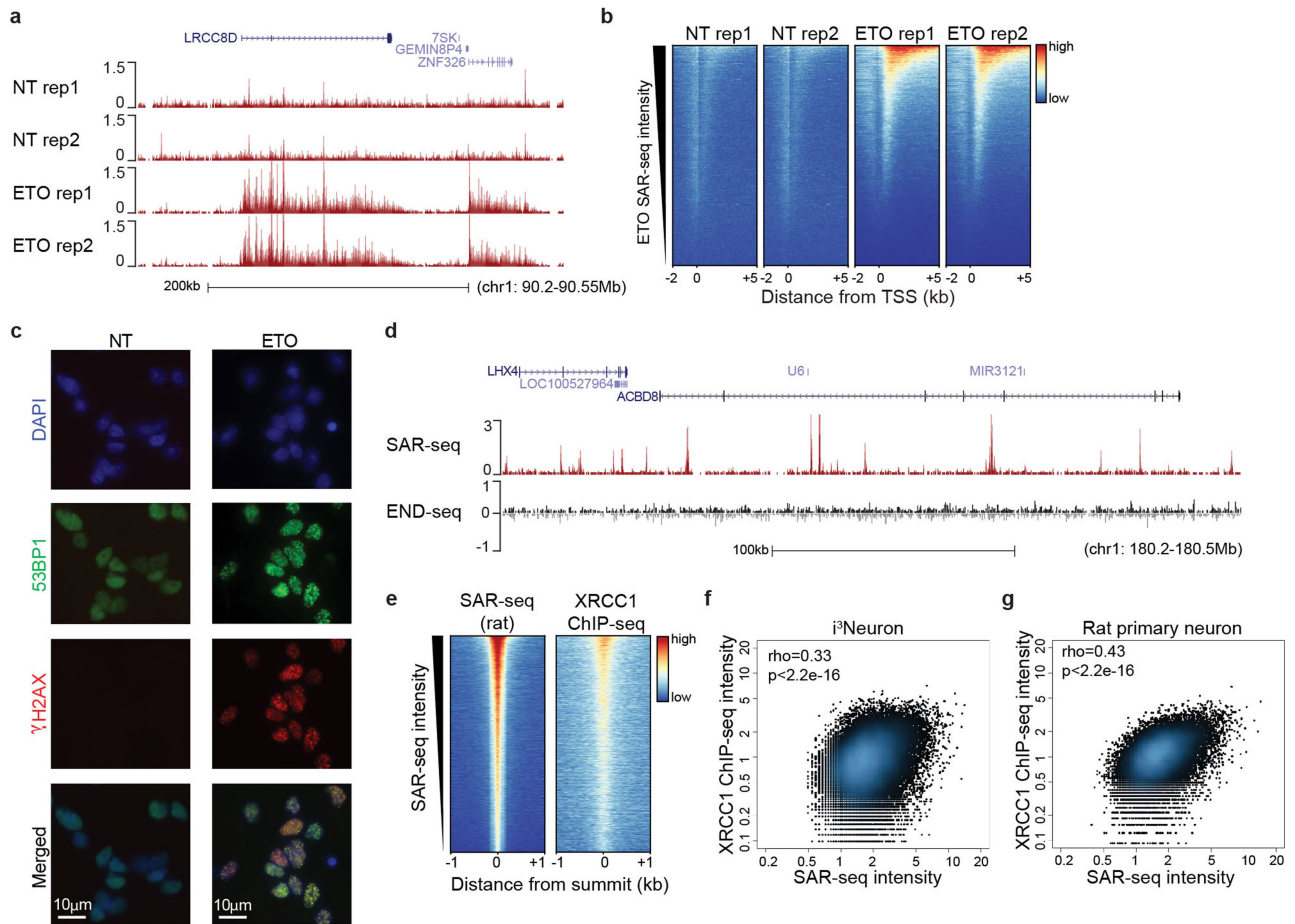 a
LRCC8D
7SK
GEMIN8P4
ZNF326
NT rep1
1.5
0
NT rep2
1.5
0
ETO rep1
1.5
0
ETO rep2
1.5
0
200kb
(chr1: 90.2-90.55Mb)
b
NT rep1 NT rep2 ETO rep1 ETO rep2
high
low
ETO SAR-seq intensity
-2 0 +5 -2 0 +5 -2 0 +5 -2 0 +5
Distance from TSS (kb)
c
NT ETO
DAPI
53BP1
γH2AX
Merged
10μm 10μm
d
LHX4
LOC100527964
ACBD8
U6
MIR3121
SAR-seq
3
0
END-seq
1
0
-1
100kb
(chr1: 180.2-180.5Mb)
e
SAR-seq
(rat)
XRCC1
ChIP-seq
high
low
SAR-seq intensity
-1 0 +1 -1 0 +1
Distance from summit (kb)
f
i³Neuron
rho=0.33
p<2.2e-16
XRCC1 ChIP-seq intensity
20
10
5
2
1
0.5
0.2
0.1
0.2 0.5 1 2 5 10 20
SAR-seq intensity
g
Rat primary neuron
rho=0.43
p<2.2e-16
XRCC1 ChIP-seq intensity
20
10
5
2
1
0.5
0.2
0.1
0.2 0.5 1 2 5 10 20
SAR-seq intensity